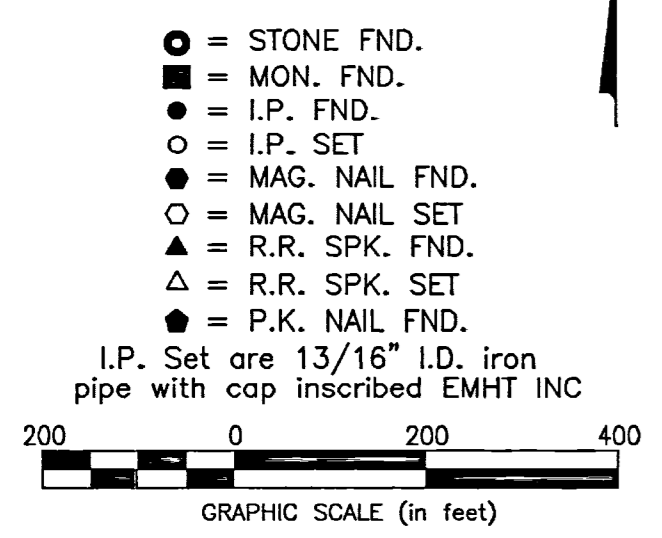 = STONE FND.
= MON. FND.
= I.P. FND.
= I.P. SET
= MAG. NAIL FND.
= MAG. NAIL SET
= R.R. SPK. FND.
= R.R. SPK. SET
= P.K. NAIL FND.
I.P. Set are 13/16" I.D. iron
pipe with cap inscribed EMHT INC
200 0 200 400
GRAPHIC SCALE (in feet)